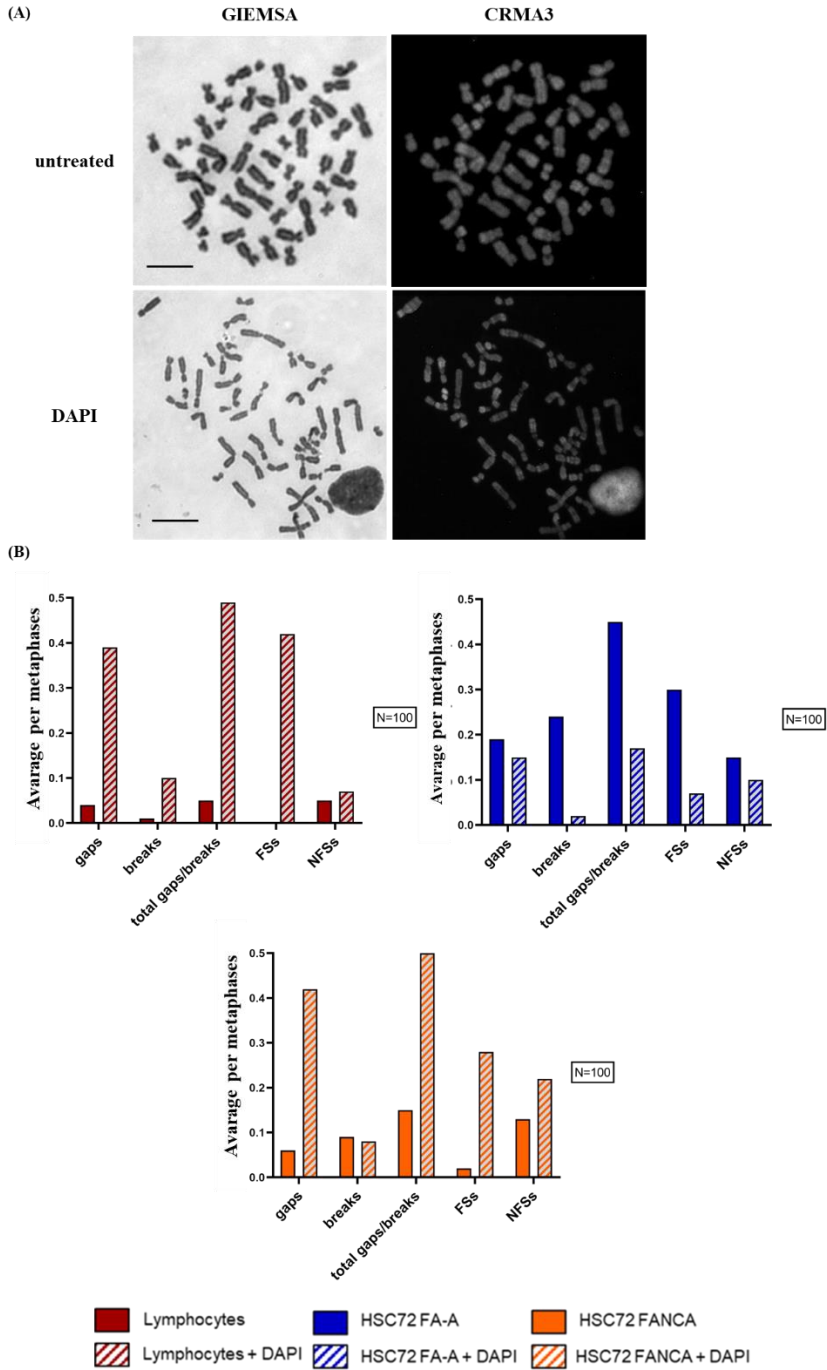 (A)
GIEMSA CRMA3
untreated
DAPI
(B)
Avarage per metaphases
0.5
0.4
0.3
0.2
0.1
0.0
gaps
breaks
total gaps/breaks
FSs
NFSs
N=100
Avarage per metaphases
0.5
0.4
0.3
0.2
0.1
0.0
gaps
breaks
total gaps/breaks
FSs
NFSs
N=100
Avarage per metaphases
0.5
0.4
0.3
0.2
0.1
0.0
gaps
breaks
total gaps/breaks
FSs
NFSs
N=100
Lymphocytes HSC72 FA-A HSC72 FANCA
Lymphocytes + DAPI HSC72 FA-A + DAPI HSC72 FANCA + DAPI